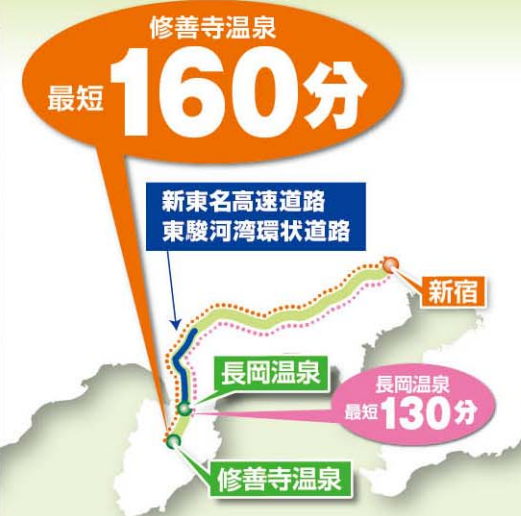 修善寺温泉
最短160分
新東名高速道路
東駿河湾環状道路
新宿
長岡温泉
長岡温泉
最短130分
修善寺温泉